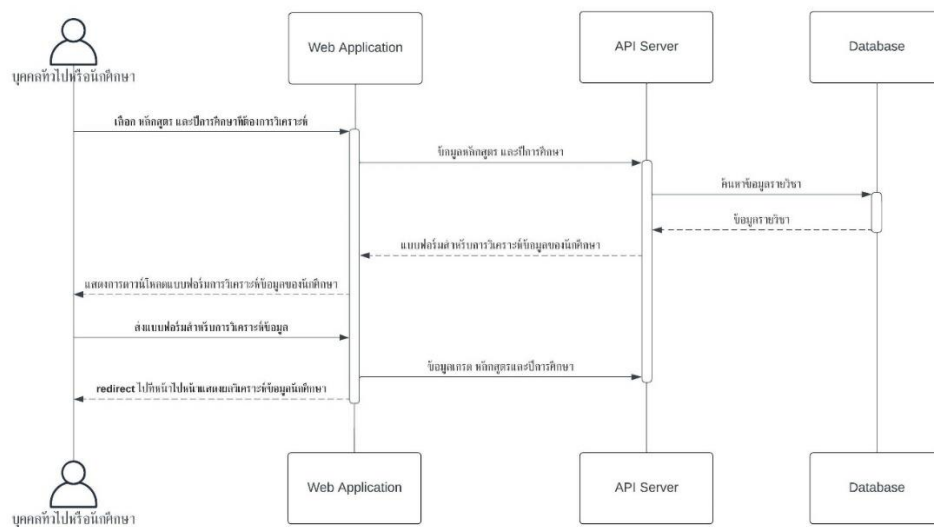 Web Application
API Server
Database
บุคคลทั่วไปหรือนักศึกษา
เลือก หลักสูตร และปีการศึกษาที่ต้องการวิเคราะห์
ข้อมูลหลักสูตร และปีการศึกษา
ค้นหาข้อมูลรายวิชา
ข้อมูลรายวิชา
แบบฟอร์มสำหรับการวิเคราะห์ข้อมูลของนักศึกษา
แสดงการดาวน์โหลดแบบฟอร์มการวิเคราะห์ข้อมูลของนักศึกษา
ส่งแบบฟอร์มสำหรับการวิเคราะห์ข้อมูล
ข้อมูลเกรด หลักสูตรและปีการศึกษา
redirect ไปที่หน้าไปหน้าแสดงผลวิเคราะห์ข้อมูลนักศึกษา
Web Application
API Server
Database
บุคคลทั่วไปหรือนักศึกษา